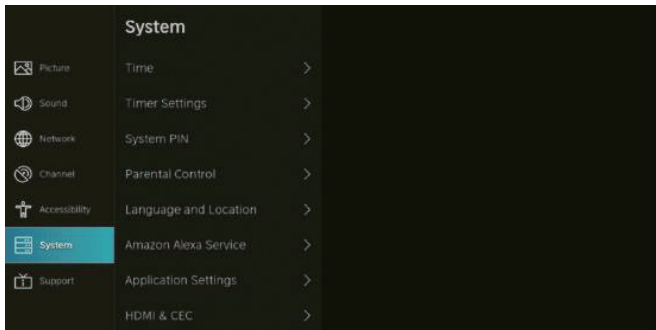 System
Picture
Time
Sound
Timer Settings
Network
System PIN
Channel
Parental Control
Accessibility
Language and Location
System
Amazon Alexa Service
Support
Application Settings
HDMI & CEC